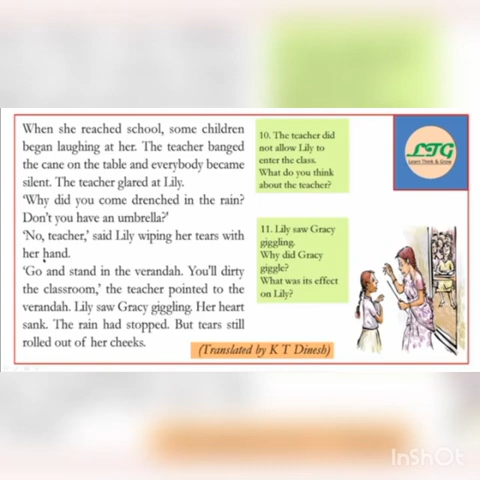 When she reached school, some children
began laughing at her. The teacher banged
the cane on the table and everybody became
silent. The teacher glared at Lily.
‘Why did you come drenched in the rain?
Don't you have an umbrella?'
‘No, teacher,’ said Lily wiping her tears with
her hand.
‘Go and stand in the verandah. You'll dirty
the classroom,’ the teacher pointed to the
verandah. Lily saw Gracy giggling. Her heart
sank. The rain had stopped. But tears still
rolled out of her cheeks.
(Translated by K T Dinesh)
10. The teacher did
not allow Lily to
enter the class.
What do you think
about the teacher?
11. Lily saw Gracy
giggling.
Why did Gracy
giggle?
What was its effect
on Lily?
LTG
Learn Think & Grow
InShOt